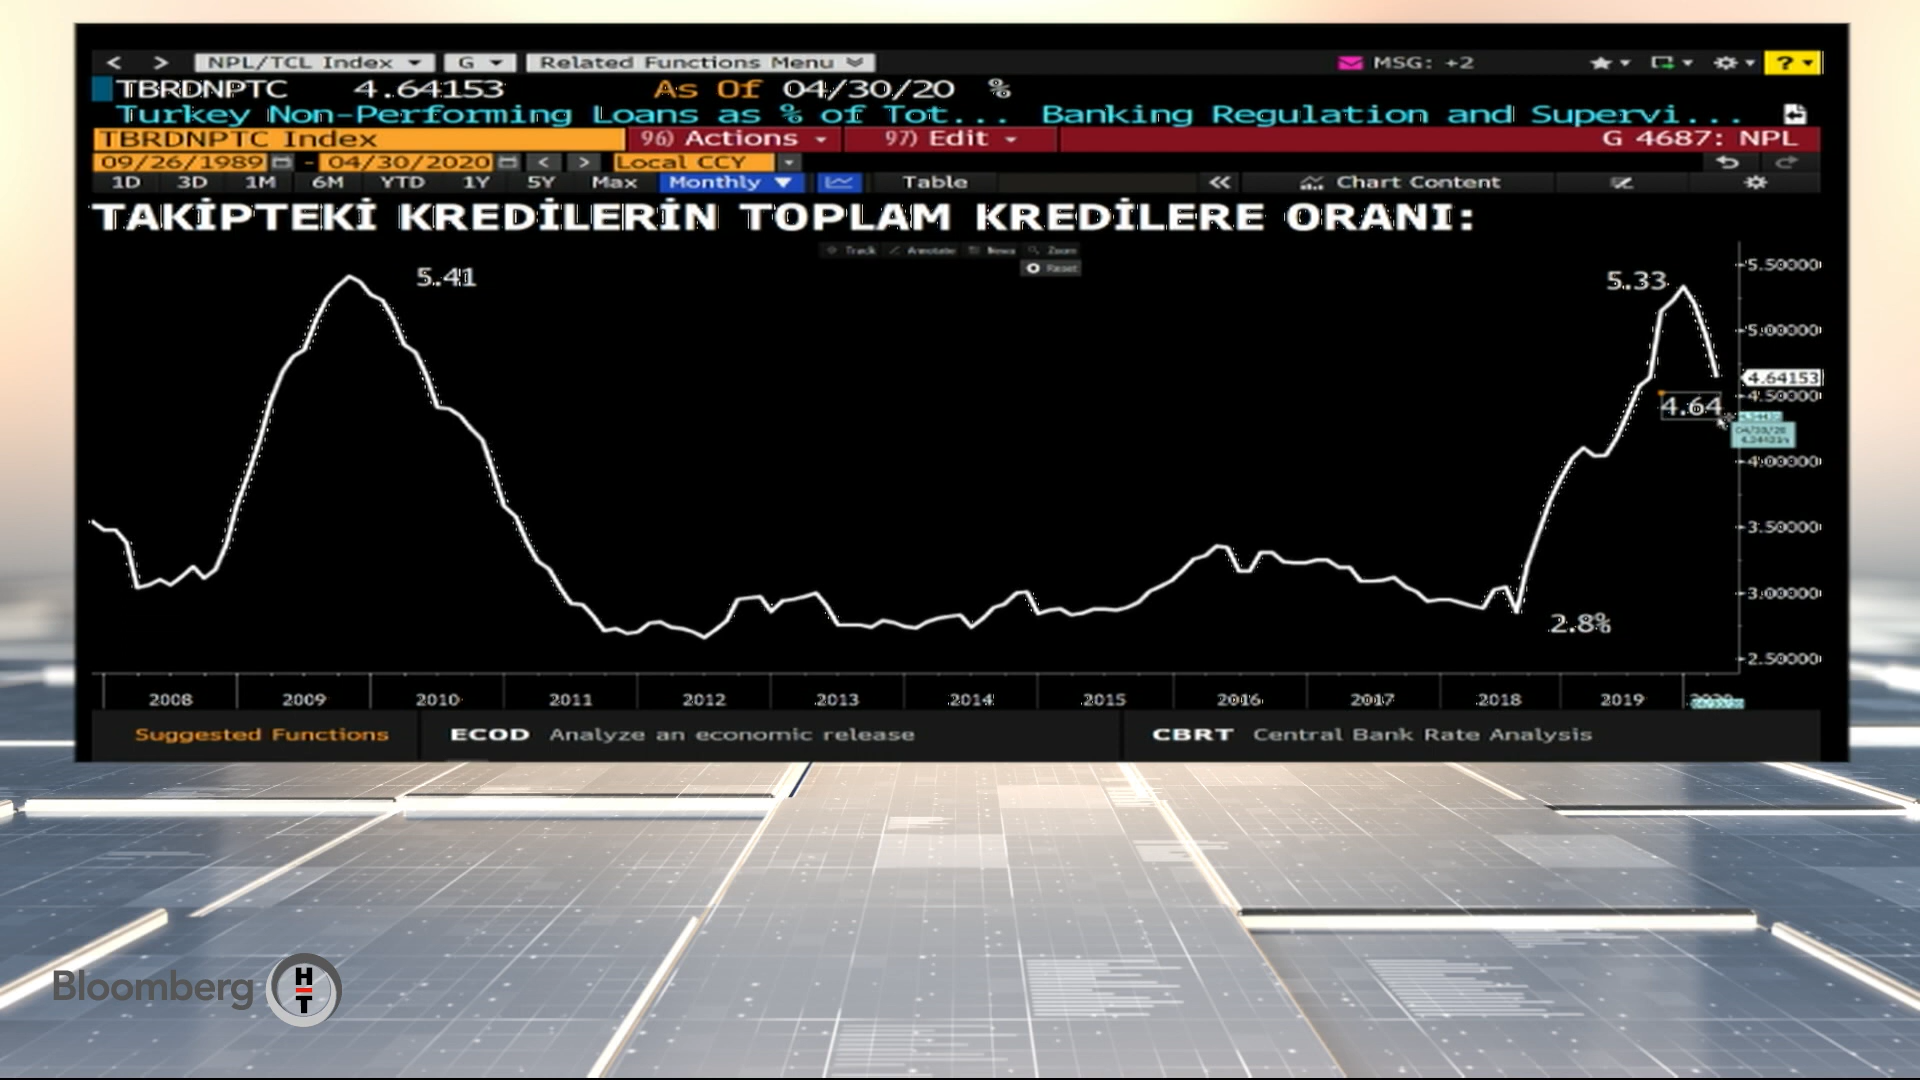 NPL/TCL Index G Related Functions Menu MSG: +2 ?
TBRDNPTC 4.64153 As Of 04/30/20 %
Turkey Non-Performing Loans as % of Tot... Banking Regulation and Supervi...
TBRDNPTC Index 96) Actions 97) Edit G 4687: NPL
09/26/1989 - 04/30/2020 < > Local CCY
1D 3D 1M 6M YTD 1Y 5Y Max Monthly Table « Chart Content
TAKİPTEKİ KREDİLERİN TOPLAM KREDİLERE ORANI:
Track Annotate News Zoom
Reset
5.41
5.33
5.50000
5.00000
4.64153
4.50000
4.64
4.00000
3.50000
3.00000
2.8%
2.50000
2008 2009 2010 2011 2012 2013 2014 2015 2016 2017 2018 2019
Suggested Functions ECOD Analyze an economic release CBRT Central Bank Rate Analysis
Bloomberg HT